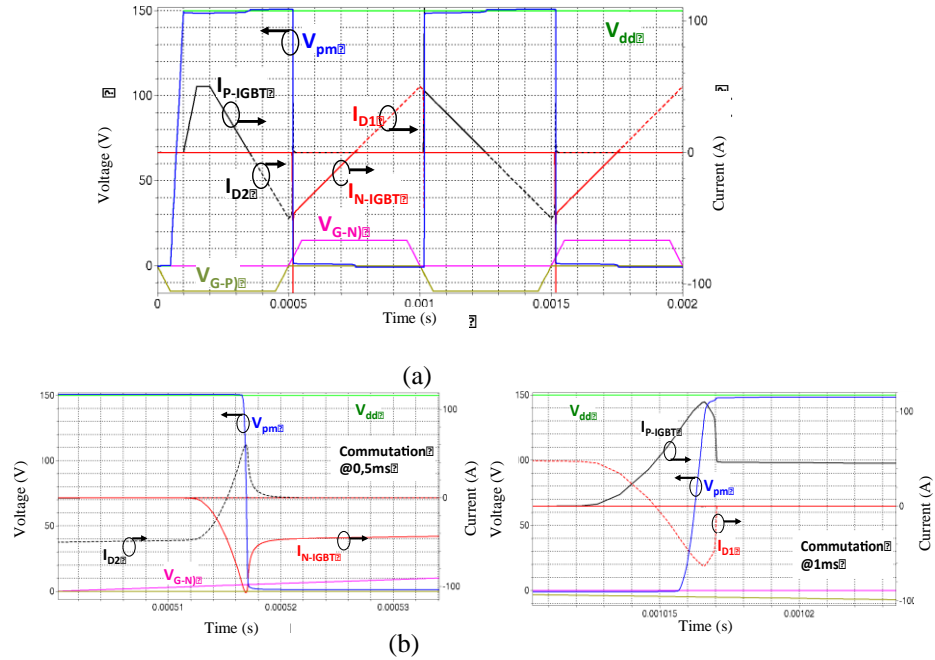 150
100
50
0
Voltage (V)
V_pm
V_dd
I_P-IGBT
I_D1
I_D2
I_N-IGBT
V_G-N)
V_G-P)
100
0
-100
Current (A)
0
0.0005
0.001
0.0015
0.002
Time (s)
(a)
150
100
50
0
Voltage (V)
V_dd
V_pm
Commutation
@0,5ms
I_D2
I_N-IGBT
V_G-N)
100
0
-100
Current (A)
0.00051
0.00052
0.00053
Time (s)
150
100
50
0
Voltage (V)
V_dd
I_P-IGBT
V_pm
I_D1
Commutation
@1ms
100
0
-100
Current (A)
0.001015
0.00102
Time (s)
(b)